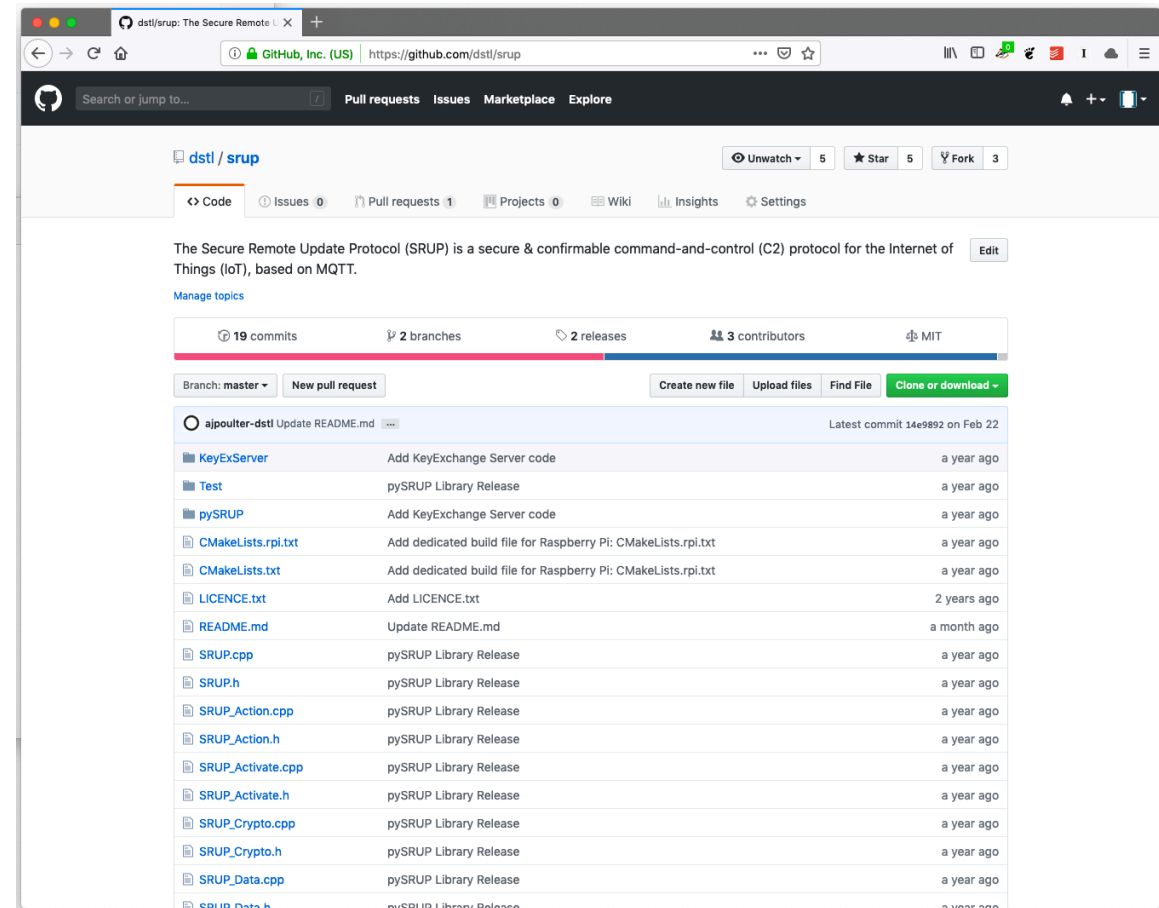 dstl/srup: The Secure Remote U
GitHub, Inc. (US) https://github.com/dstl/srup
0
Search or jump to... / Pull requests Issues Marketplace Explore
dstl / srup Unwatch 5 Star 5 Fork 3
Code Issues 0 Pull requests 1 Projects 0 Wiki Insights Settings
The Secure Remote Update Protocol (SRUP) is a secure & confirmable command-and-control (C2) protocol for the Internet of Edit
Things (IoT), based on MQTT.
Manage topics
19 commits 2 branches 2 releases 3 contributors MIT
Branch: master New pull request Create new file Upload files Find File Clone or download
ajpoulter-dstl Update README.md ... Latest commit 14e9892 on Feb 22
KeyExServer Add KeyExchange Server code a year ago
Test pySRUP Library Release a year ago
pySRUP Add KeyExchange Server code a year ago
CMakeLists.rpi.txt Add dedicated build file for Raspberry Pi: CMakeLists.rpi.txt a year ago
CMakeLists.txt Add dedicated build file for Raspberry Pi: CMakeLists.rpi.txt a year ago
LICENCE.txt Add LICENCE.txt 2 years ago
README.md Update README.md a month ago
SRUP.cpp pySRUP Library Release a year ago
SRUP.h pySRUP Library Release a year ago
SRUP_Action.cpp pySRUP Library Release a year ago
SRUP_Action.h pySRUP Library Release a year ago
SRUP_Activate.cpp pySRUP Library Release a year ago
SRUP_Activate.h pySRUP Library Release a year ago
SRUP_Crypto.cpp pySRUP Library Release a year ago
SRUP_Crypto.h pySRUP Library Release a year ago
SRUP_Data.cpp pySRUP Library Release a year ago
SRUP_Data.h pySRUP Library Release a year ago